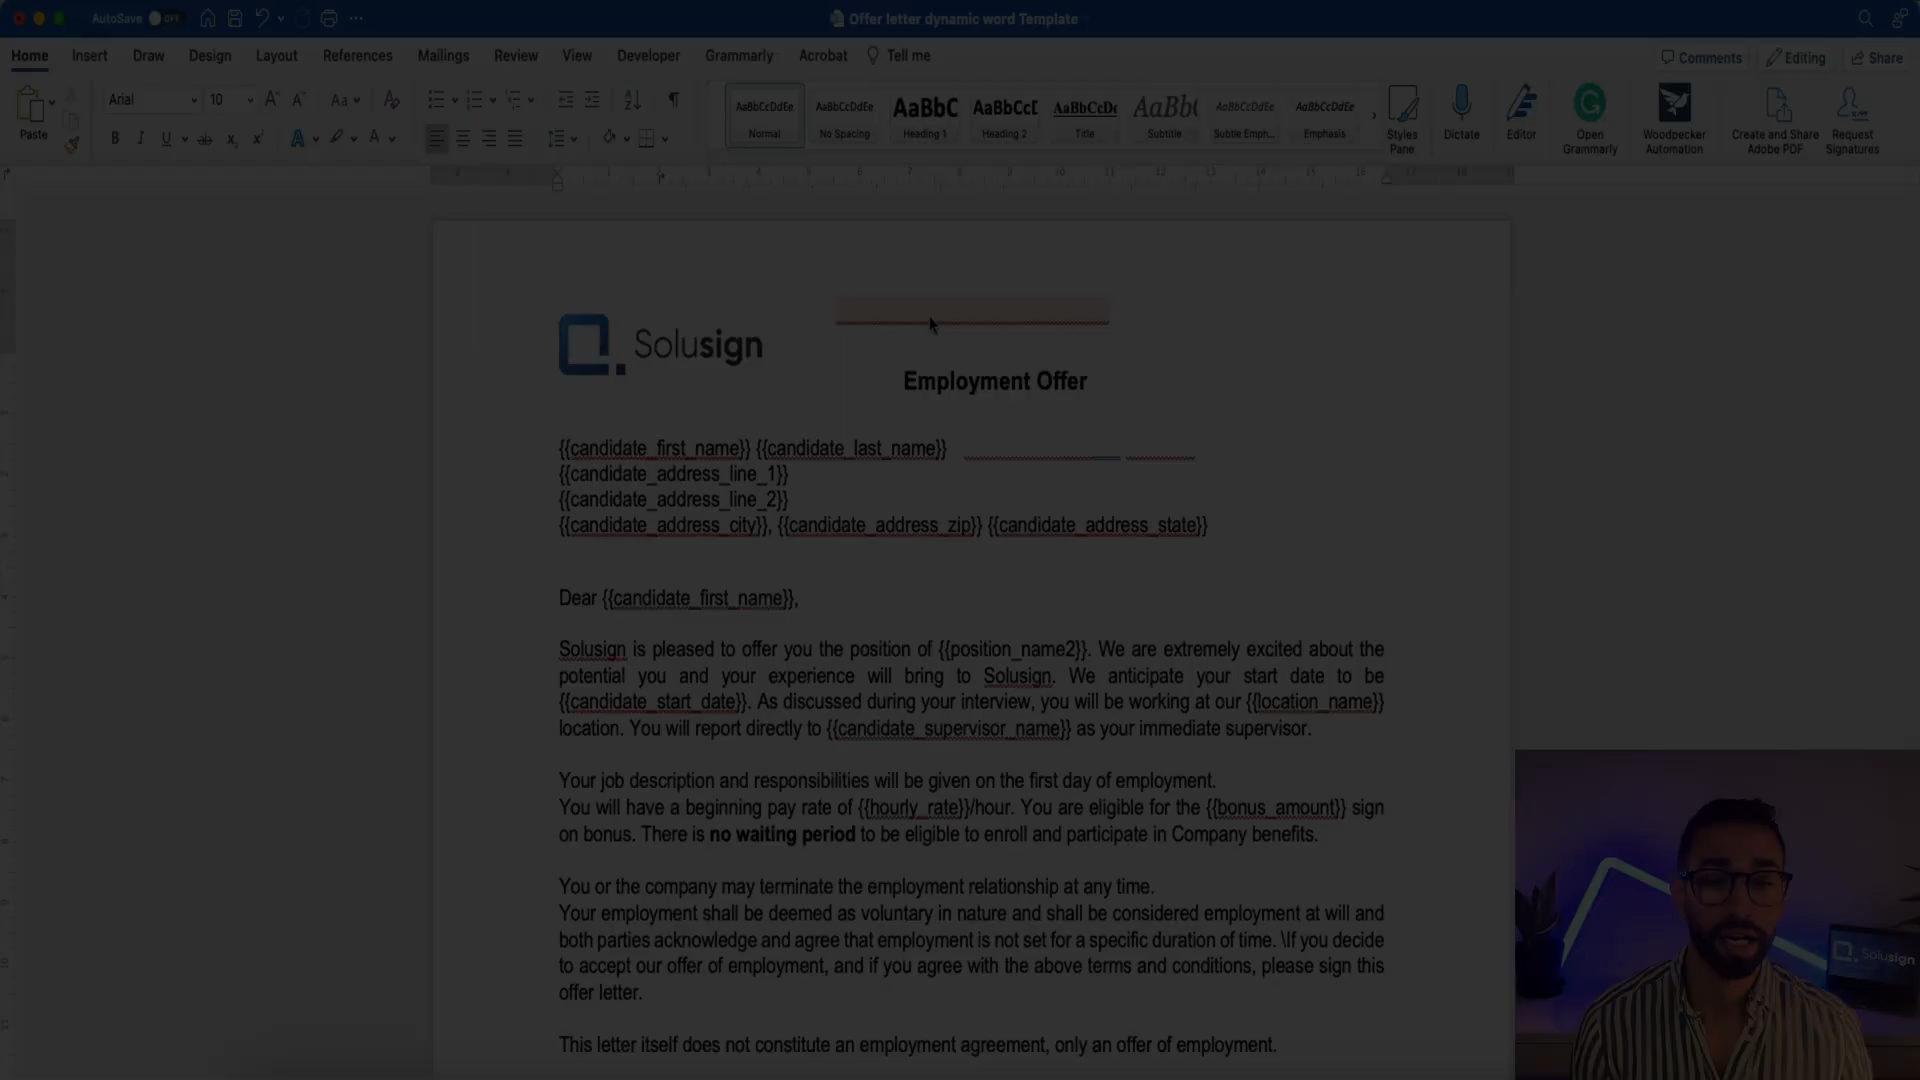 AutoSave OFF
Offer letter dynamic word Template
Home Insert Draw Design Layout References Mailings Review View Developer Grammarly Acrobat Tell me
Comments Editing Share
Paste
Arial 10
Aa
B I U ab x x A A
AaBbCcDdEe Normal
AaBbCcDdEe No Spacing
AaBbC Heading 1
AaBbCcD Heading 2
AaBbCcDc Title
AaBb( Subtitle
AaBbCcDdEe Subtle Emph...
AaBbCcDdEe Emphasis
Styles Pane
Dictate
Editor
Open Grammarly
Woodpecker Automation
Create and Share Adobe PDF
Request Signatures
Solusign
Employment Offer
{{candidate_first_name}} {{candidate_last_name}}
{{candidate_address_line_1}}
{{candidate_address_line_2}}
{{candidate_address_city}}, {{candidate_address_zip}} {{candidate_address_state}}
Dear {{candidate_first_name}},
Solusign is pleased to offer you the position of {{position_name2}}. We are extremely excited about the
potential you and your experience will bring to Solusign. We anticipate your start date to be
{{candidate_start_date}}. As discussed during your interview, you will be working at our {{location_name}}
location. You will report directly to {{candidate_supervisor_name}} as your immediate supervisor.
Your job description and responsibilities will be given on the first day of employment.
You will have a beginning pay rate of {{hourly_rate}}/hour. You are eligible for the {{bonus_amount}} sign
on bonus. There is no waiting period to be eligible to enroll and participate in Company benefits.
You or the company may terminate the employment relationship at any time.
Your employment shall be deemed as voluntary in nature and shall be considered employment at will and
both parties acknowledge and agree that employment is not set for a specific duration of time. \If you decide
to accept our offer of employment, and if you agree with the above terms and conditions, please sign this
offer letter.
This letter itself does not constitute an employment agreement, only an offer of employment.
Solusign